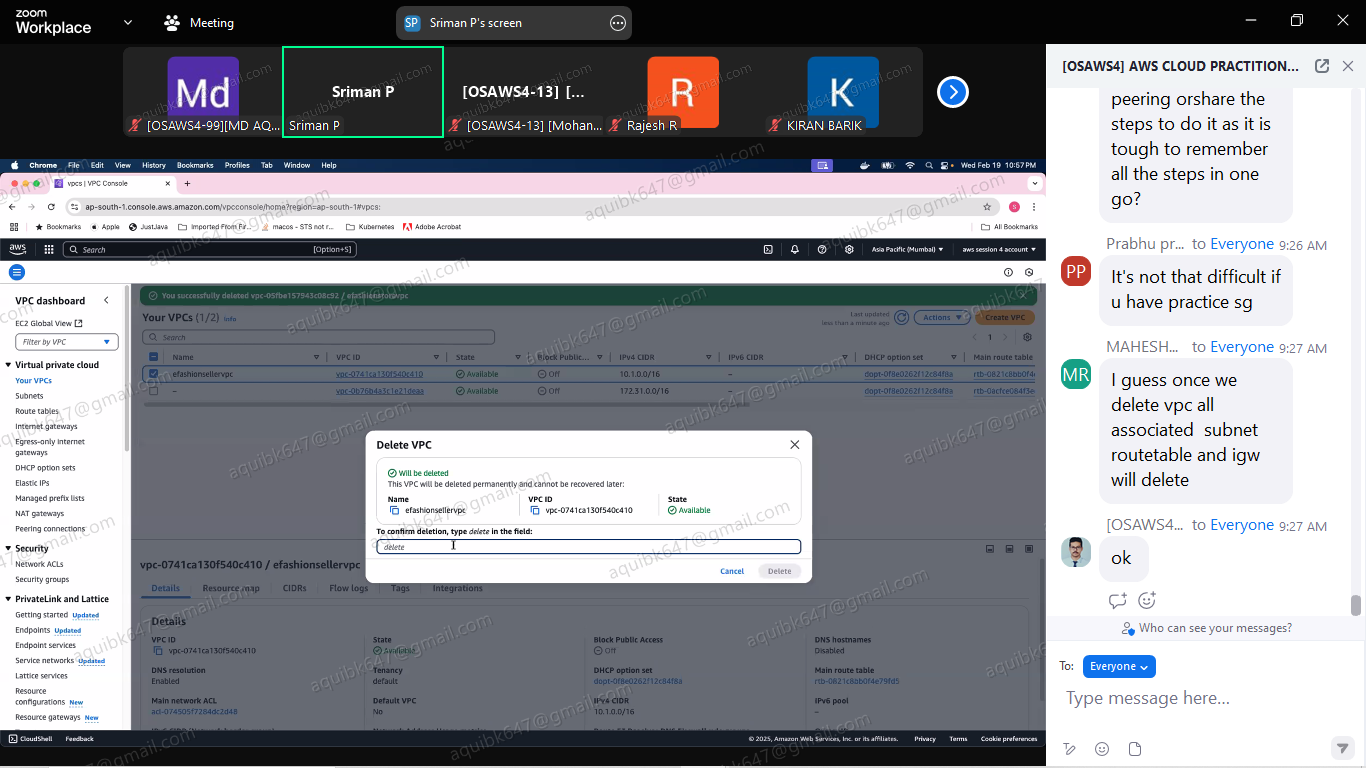 zoom
Workplace
Meeting
SP
Sriman P's screen
Md
[OSAWS4-99][MD AQ...
Sriman P
Sriman P
[OSAWS4-13] [...
[OSAWS4-13] [Mohan...
R
Rajesh R
K
KIRAN BARIK
Chrome File Edit View History Bookmarks Profiles Tab Window Help
Wed Feb 19 10:57 PM
vpcs | VPC Console
ap-south-1.console.aws.amazon.com/vpcconsole/home?region=ap-south-1#vpcs:
Bookmarks
Apple
JustJava
Imported From Fir...
macos - STS not r...
Kubernetes
Adobe Acrobat
All Bookmarks
aws
Search
[Option+S]
Asia Pacific (Mumbai)
aws session 4 account
VPC dashboard
EC2 Global View
Filter by VPC
Virtual private cloud
Your VPCs
Subnets
Route tables
Internet gateways
Egress-only internet
gateways
DHCP option sets
Elastic IPs
Managed prefix lists
NAT gateways
Peering connections
Security
Network ACLs
Security groups
PrivateLink and Lattice
Getting started Updated
Endpoints Updated
Endpoint services
Service networks Updated
Lattice services
Resource
configurations New
Resource gateways New
Your VPCs (1/2) Info
Last updated
less than a minute ago
Actions
Create VPC
Search
1
Name
VPC ID
State
Block Public...
IPv4 CIDR
IPv6 CIDR
DHCP option set
Main route table
efashionsellervpc
vpc-0741ca130f540c410
Available
Off
10.1.0.0/16
–
dopt-0f8e0262f12c84f8a
–
Available
Off
172.31.0.0/16
–
dopt-0f8e0262f12c84f8a
Delete VPC
Will be deleted
This VPC will be deleted permanently and cannot be recovered later:
Name
efashionsellervpc
VPC ID
vpc-0741ca130f540c410
State
Available
To confirm deletion, type delete in the field:
delete
Cancel
Delete
vpc-0741ca130f540c410 / efashionsellervpc
Details
Resource map
CIDRs
Flow logs
Tags
Integrations
Details
VPC ID
vpc-0741ca130f540c410
State
Available
Block Public Access
Off
DNS hostnames
Disabled
DNS resolution
Enabled
Tenancy
default
DHCP option set
dopt-0f8e0262f12c84f8a
Main route table
rtb-0821c8bb0f4e79fd5
Main network ACL
acl-074505f7284dc2d48
Default VPC
No
IPv4 CIDR
10.1.0.0/16
IPv6 pool
–
CloudShell
Feedback
© 2025, Amazon Web Services, Inc. or its affiliates.
Privacy
Terms
Cookie preferences
[OSAWS4] AWS CLOUD PRACTITION...
peering orshare the
steps to do it as it is
tough to remember
all the steps in one
go?
Prabhu pr... to Everyone 9:26 AM
PP
It's not that difficult if
u have practice sg
MAHESH... to Everyone 9:27 AM
MR
I guess once we
delete vpc all
associated subnet
routetable and igw
will delete
[OSAWS4... to Everyone 9:27 AM
ok
Who can see your messages?
To: Everyone
Type message here...
aquibk647@gmail.com